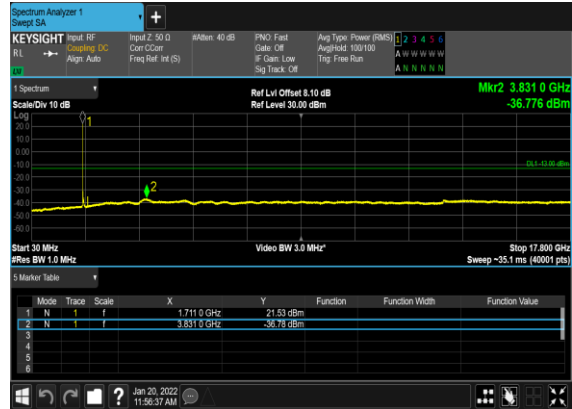 Spectrum Analyzer 1
Swept SA
+
KEYSIGHT Input: RF Input Z: 50 Ω #Atten: 40 dB PNO: Fast Avg Type: Power (RMS) 1 2 3 4 5 6
RL Coupling: DC Corr CCorr Gate: Off Avg|Hold: 100/100 A W W W W W
Align: Auto Freq Ref: Int (S) IF Gain: Low Trig: Free Run
Sig Track: Off A N N N N N
1 Spectrum Ref Lvl Offset 8.10 dB Mkr2 3.831 0 GHz
Scale/Div 10 dB Ref Level 30.00 dBm -36.776 dBm
Log
20.0
10.0
0.00
-10.0
-20.0
-30.0
-40.0
-50.0
-60.0
1
2
DL1 -13.00 dBm
Start 30 MHz Video BW 3.0 MHz* Stop 17.800 GHz
#Res BW 1.0 MHz Sweep ~35.1 ms (40001 pts)
5 Marker Table
Mode Trace Scale X Y Function Function Width Function Value
1 N 1 f 1.711 0 GHz 21.53 dBm
2 N 1 f 3.831 0 GHz -36.78 dBm
3
4
5
6
? Jan 20, 2022
11:56:37 AM